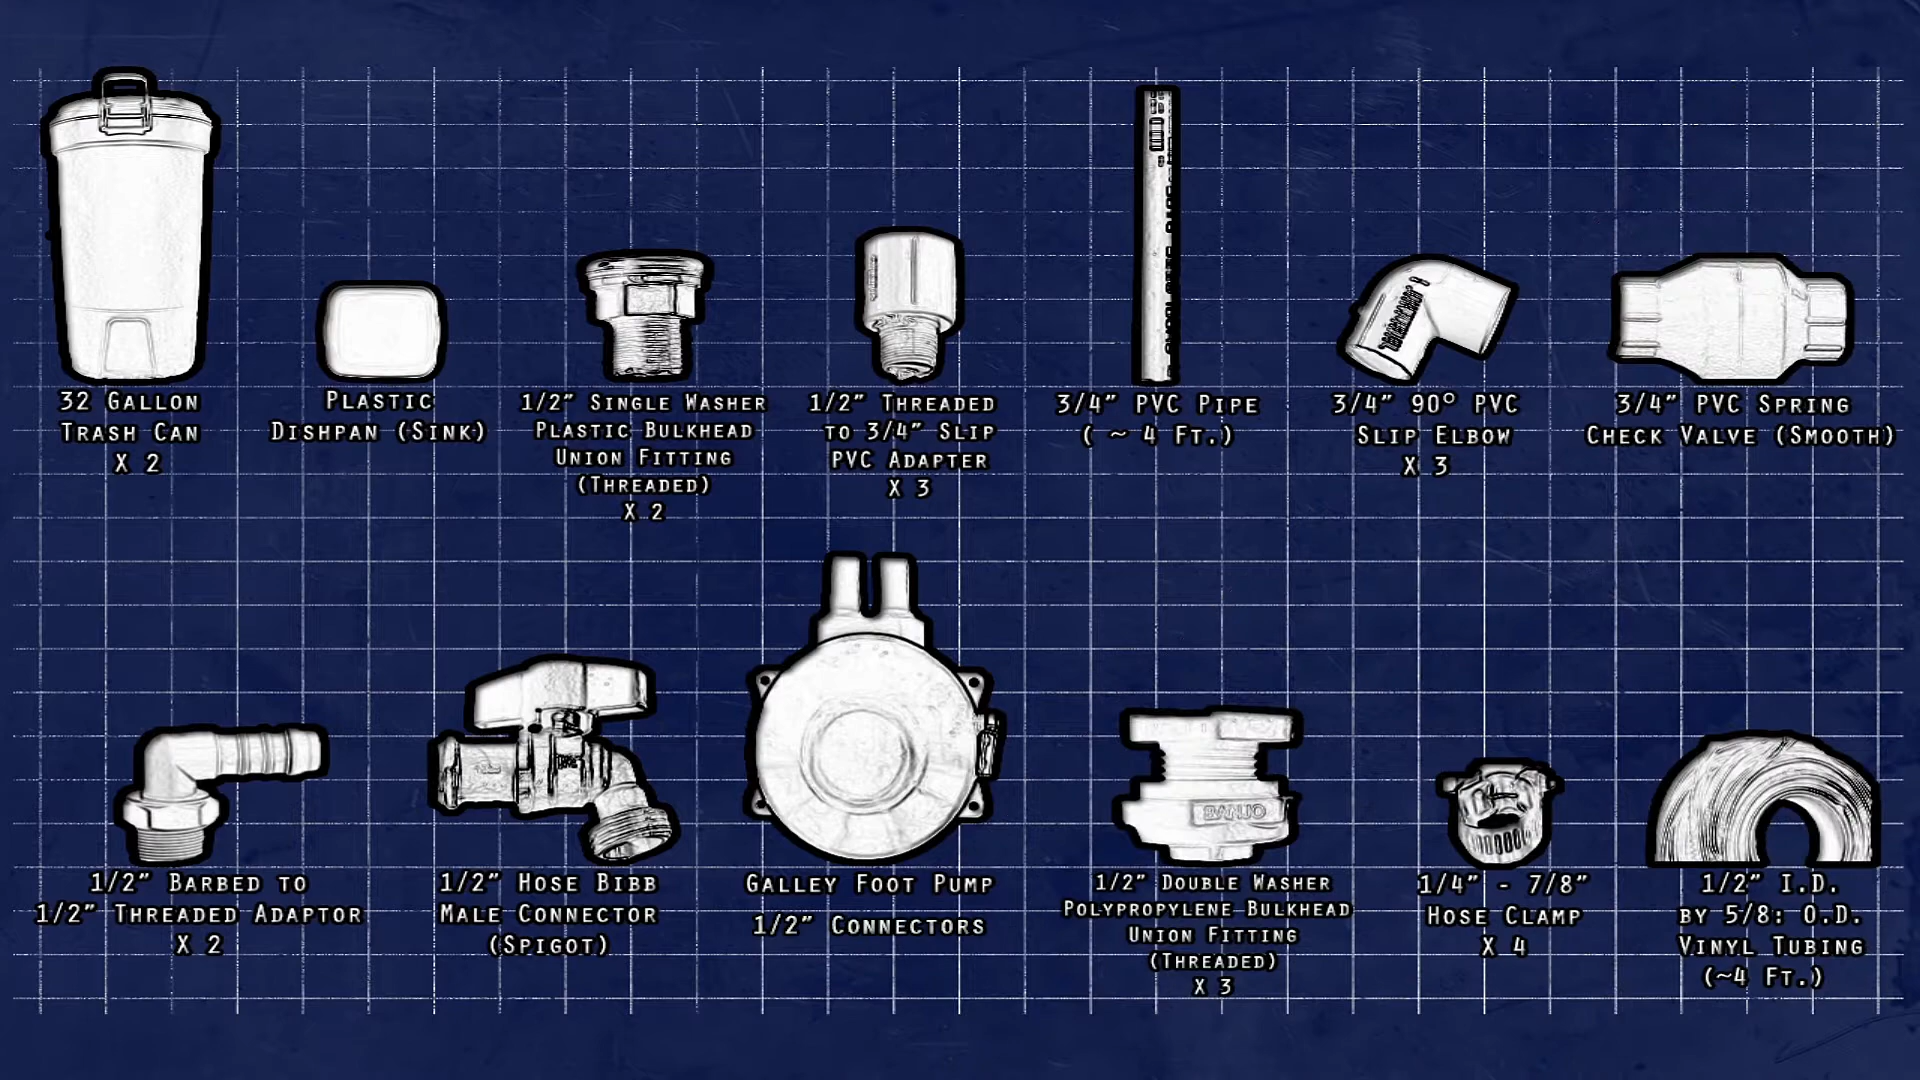 32 GALLON
TRASH CAN
X 2
PLASTIC
DISHPAN (SINK)
1/2" SINGLE WASHER
PLASTIC BULKHEAD
UNION FITTING
(THREADED)
X 2
1/2" THREADED
TO 3/4" SLIP
PVC ADAPTER
X 3
3/4" PVC PIPE
( ~ 4 FT.)
3/4" 90° PVC
SLIP ELBOW
X 3
3/4" PVC SPRING
CHECK VALVE (SMOOTH)
1/2" BARBED TO
1/2" THREADED ADAPTOR
X 2
1/2" HOSE BIBB
MALE CONNECTOR
(SPIGOT)
GALLEY FOOT PUMP
1/2" CONNECTORS
BANJO
1/2" DOUBLE WASHER
POLYPROPYLENE BULKHEAD
UNION FITTING
(THREADED)
X 3
1/4" - 7/8"
HOSE CLAMP
X 4
1/2" I.D.
BY 5/8: O.D.
VINYL TUBING
(~4 FT.)